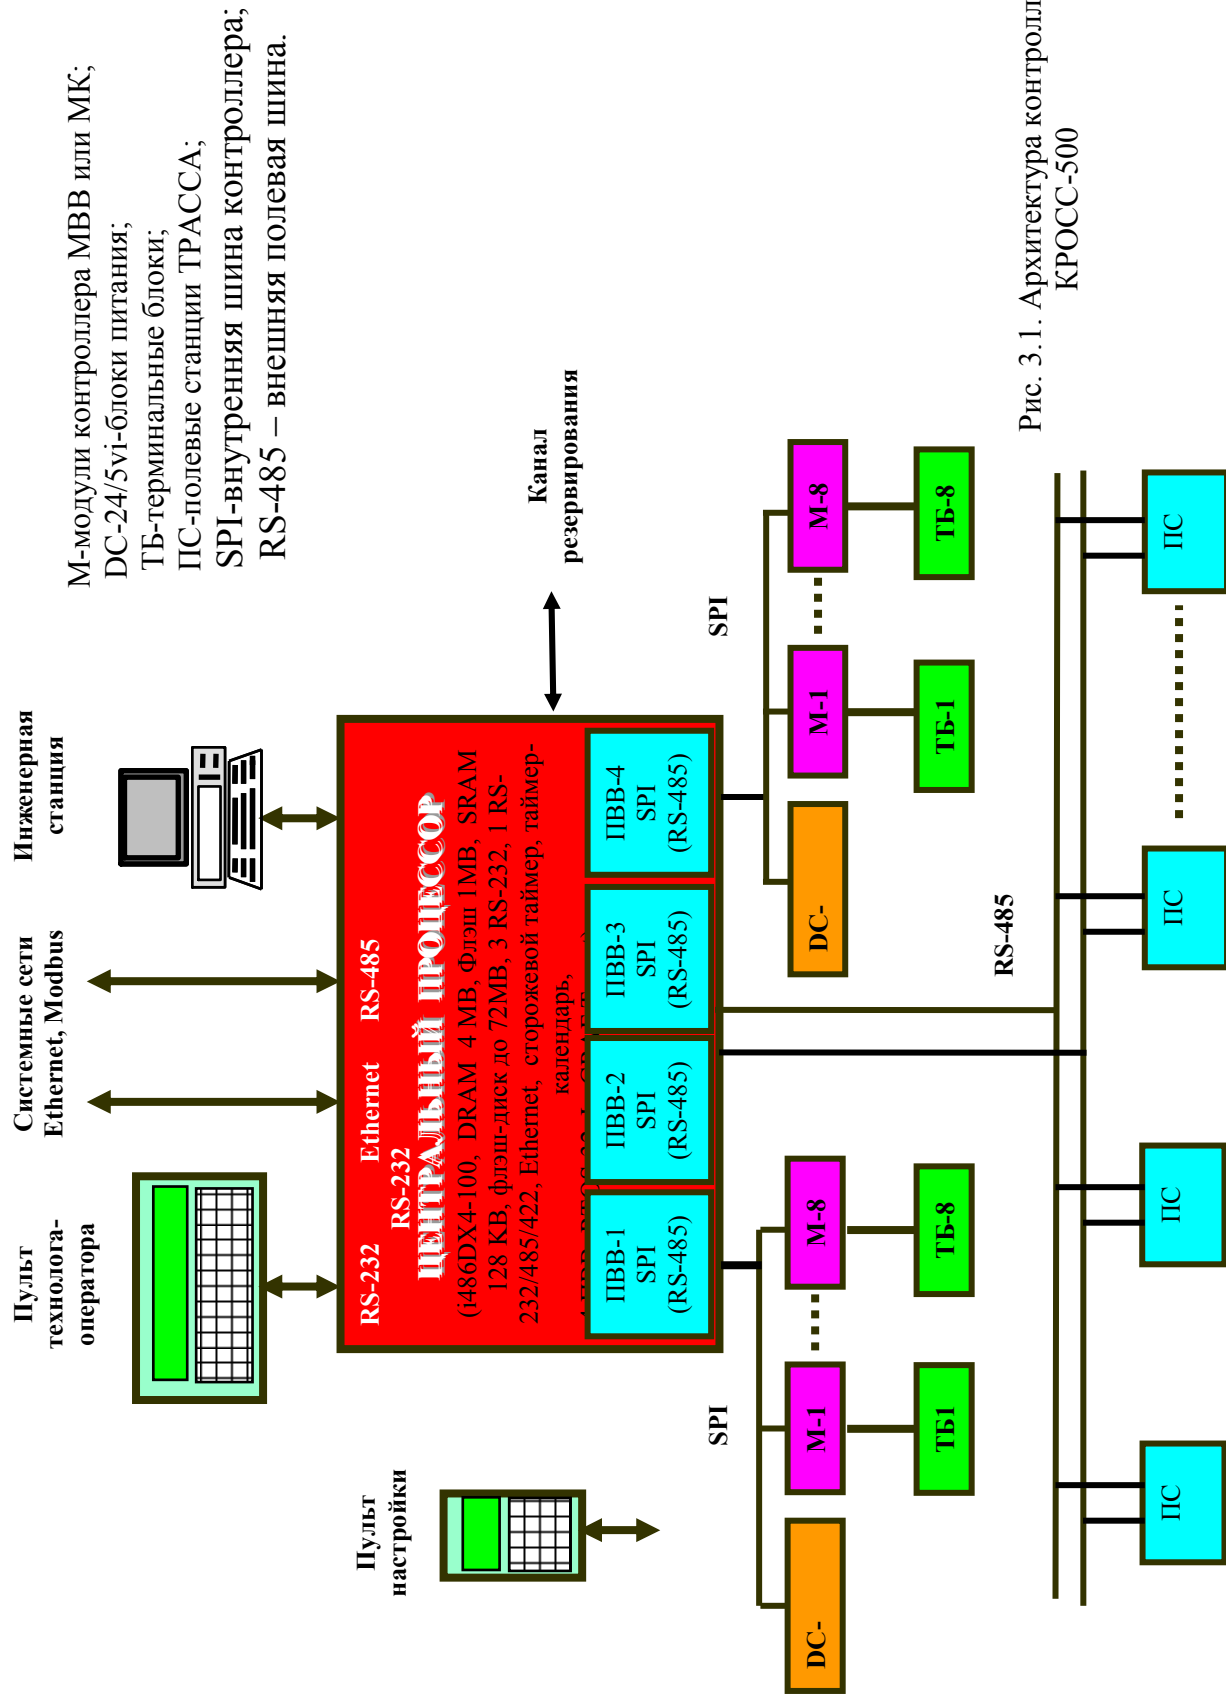 Пульт
технолога-
оператора
Системные сети
Ethernet, Modbus
Инженерная
станция
М-модули контроллера МВВ или МК;
DC-24/5vi-блоки питания;
ТБ-терминальные блоки;
ПС-полевые станции ТРАССА;
SPI-внутренняя шина контроллера;
RS-485 – внешняя полевая шина.
Пульт
настройки
RS-232 Ethernet RS-485
RS-232
ЦЕНТРАЛЬНЫЙ ПРОЦЕССОР
(i486DX4-100, DRAM 4 MB, Флэш 1MB, SRAM
128 KB, флэш-диск до 72MB, 3 RS-232, 1 RS-
232/485/422, Ethernet, сторожевой таймер, таймер-
календарь,
ПВВ-1
SPI
(RS-485)
ПВВ-2
SPI
(RS-485)
ПВВ-3
SPI
(RS-485)
ПВВ-4
SPI
(RS-485)
Канал
резервирования
SPI
SPI
DC-
М-1
М-8
DC-
М-1
М-8
ТБ1
ТБ-8
ТБ-1
ТБ-8
RS-485
Рис. 3.1. Архитектура контролл
КРОСС-500
ПС
ПС
ПС
ПС